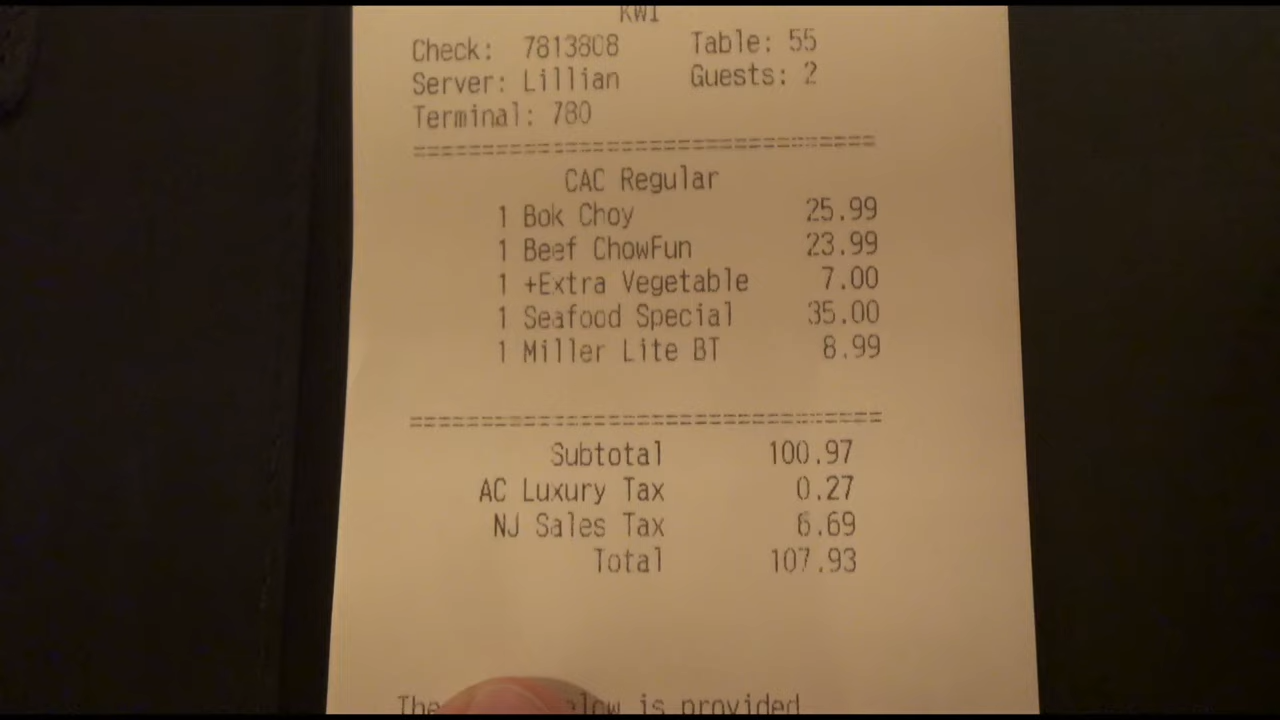 KWI
Check: 7813808 Table: 55
Server: Lillian Guests: 2
Terminal: 780
=================================
CAC Regular
1 Bok Choy 25.99
1 Beef ChowFun 23.99
1 +Extra Vegetable 7.00
1 Seafood Special 35.00
1 Miller Lite BT 8.99
=================================
Subtotal 100.97
AC Luxury Tax 0.27
NJ Sales Tax 6.69
Total 107.93
is provided